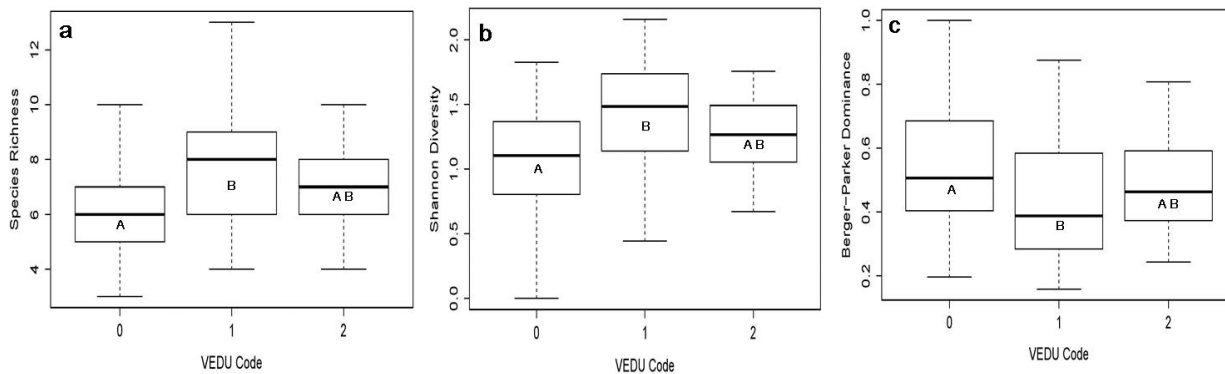 a
Species Richness
12
10
8
6
4
A
B
A B
0 1 2
VEDU Code
b
Shannon Diversity
2.0
1.5
1.0
0.5
0.0
A
B
A B
0 1 2
VEDU Code
c
Berger-Parker Dominance
1.0
0.8
0.6
0.4
0.2
A
B
A B
0 1 2
VEDU Code